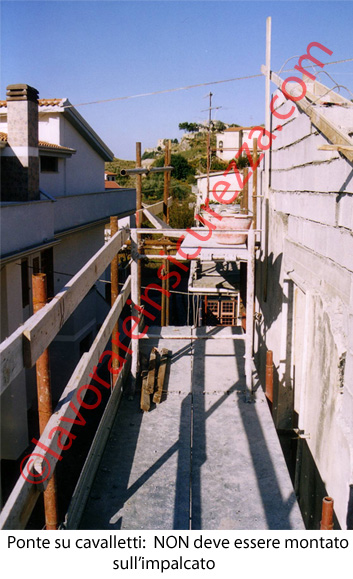 © lavorareinsicurezza.com
Ponte su cavalletti: NON deve essere montato
sull'impalcato